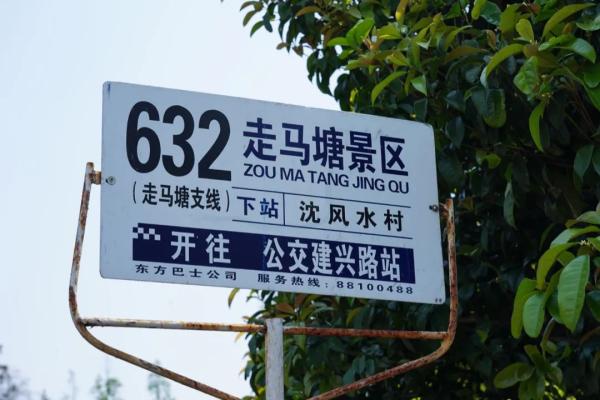 632 走马塘景区
ZOU MA TANG JING QU
（走马塘支线） 下站 沈风水村
开往 公交建兴路站
东方巴士公司 服务热线：88100488